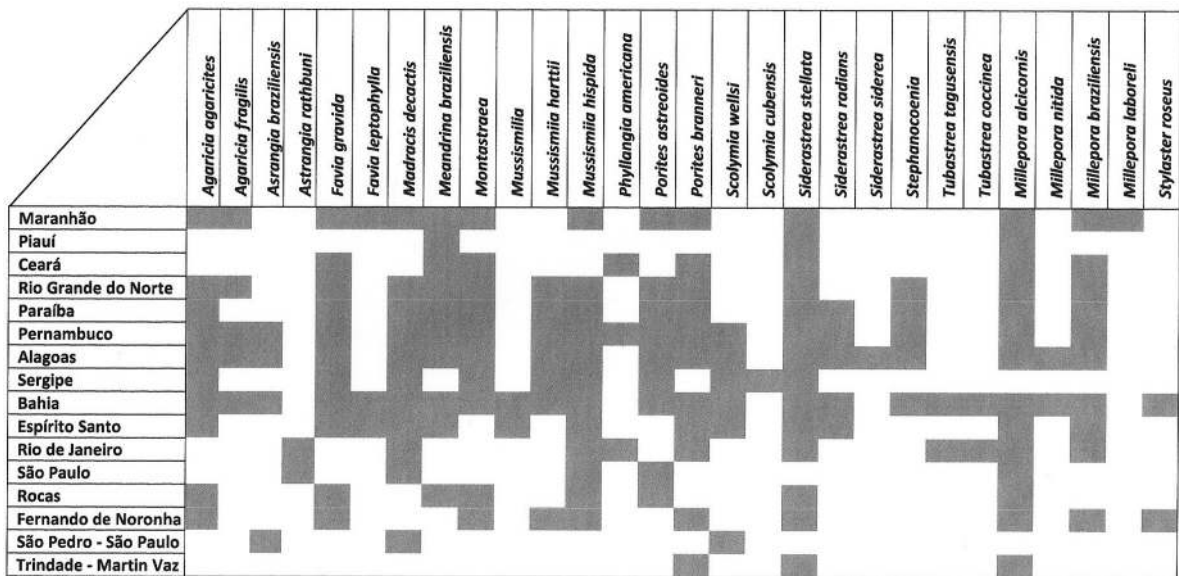 Agaricia agaricites
Agaricia fragilis
Asrangia braziliensis
Astrangia rathbuni
Favia gravida
Favia leptophylla
Madracis decactis
Meandrina braziliensis
Montastraea
Mussismilia
Mussismiia harttii
Mussismiia hispida
Phyllangia americana
Porites astreoides
Porites branneri
Scolymia wellsi
Scolymia cubensis
Siderastrea stellata
Siderastrea radians
Siderastrea siderea
Stephanocoenia
Tubastrea tagusensis
Tubastrea coccinea
Millepora alcicornis
Millepora nitida
Millepora braziliensis
Millepora laboreli
Stylaster roseus
Maranhão
Piauí
Ceará
Rio Grande do Norte
Paraíba
Pernambuco
Alagoas
Sergipe
Bahia
Espírito Santo
Rio de Janeiro
São Paulo
Rocas
Fernando de Noronha
São Pedro - São Paulo
Trindade - Martin Vaz